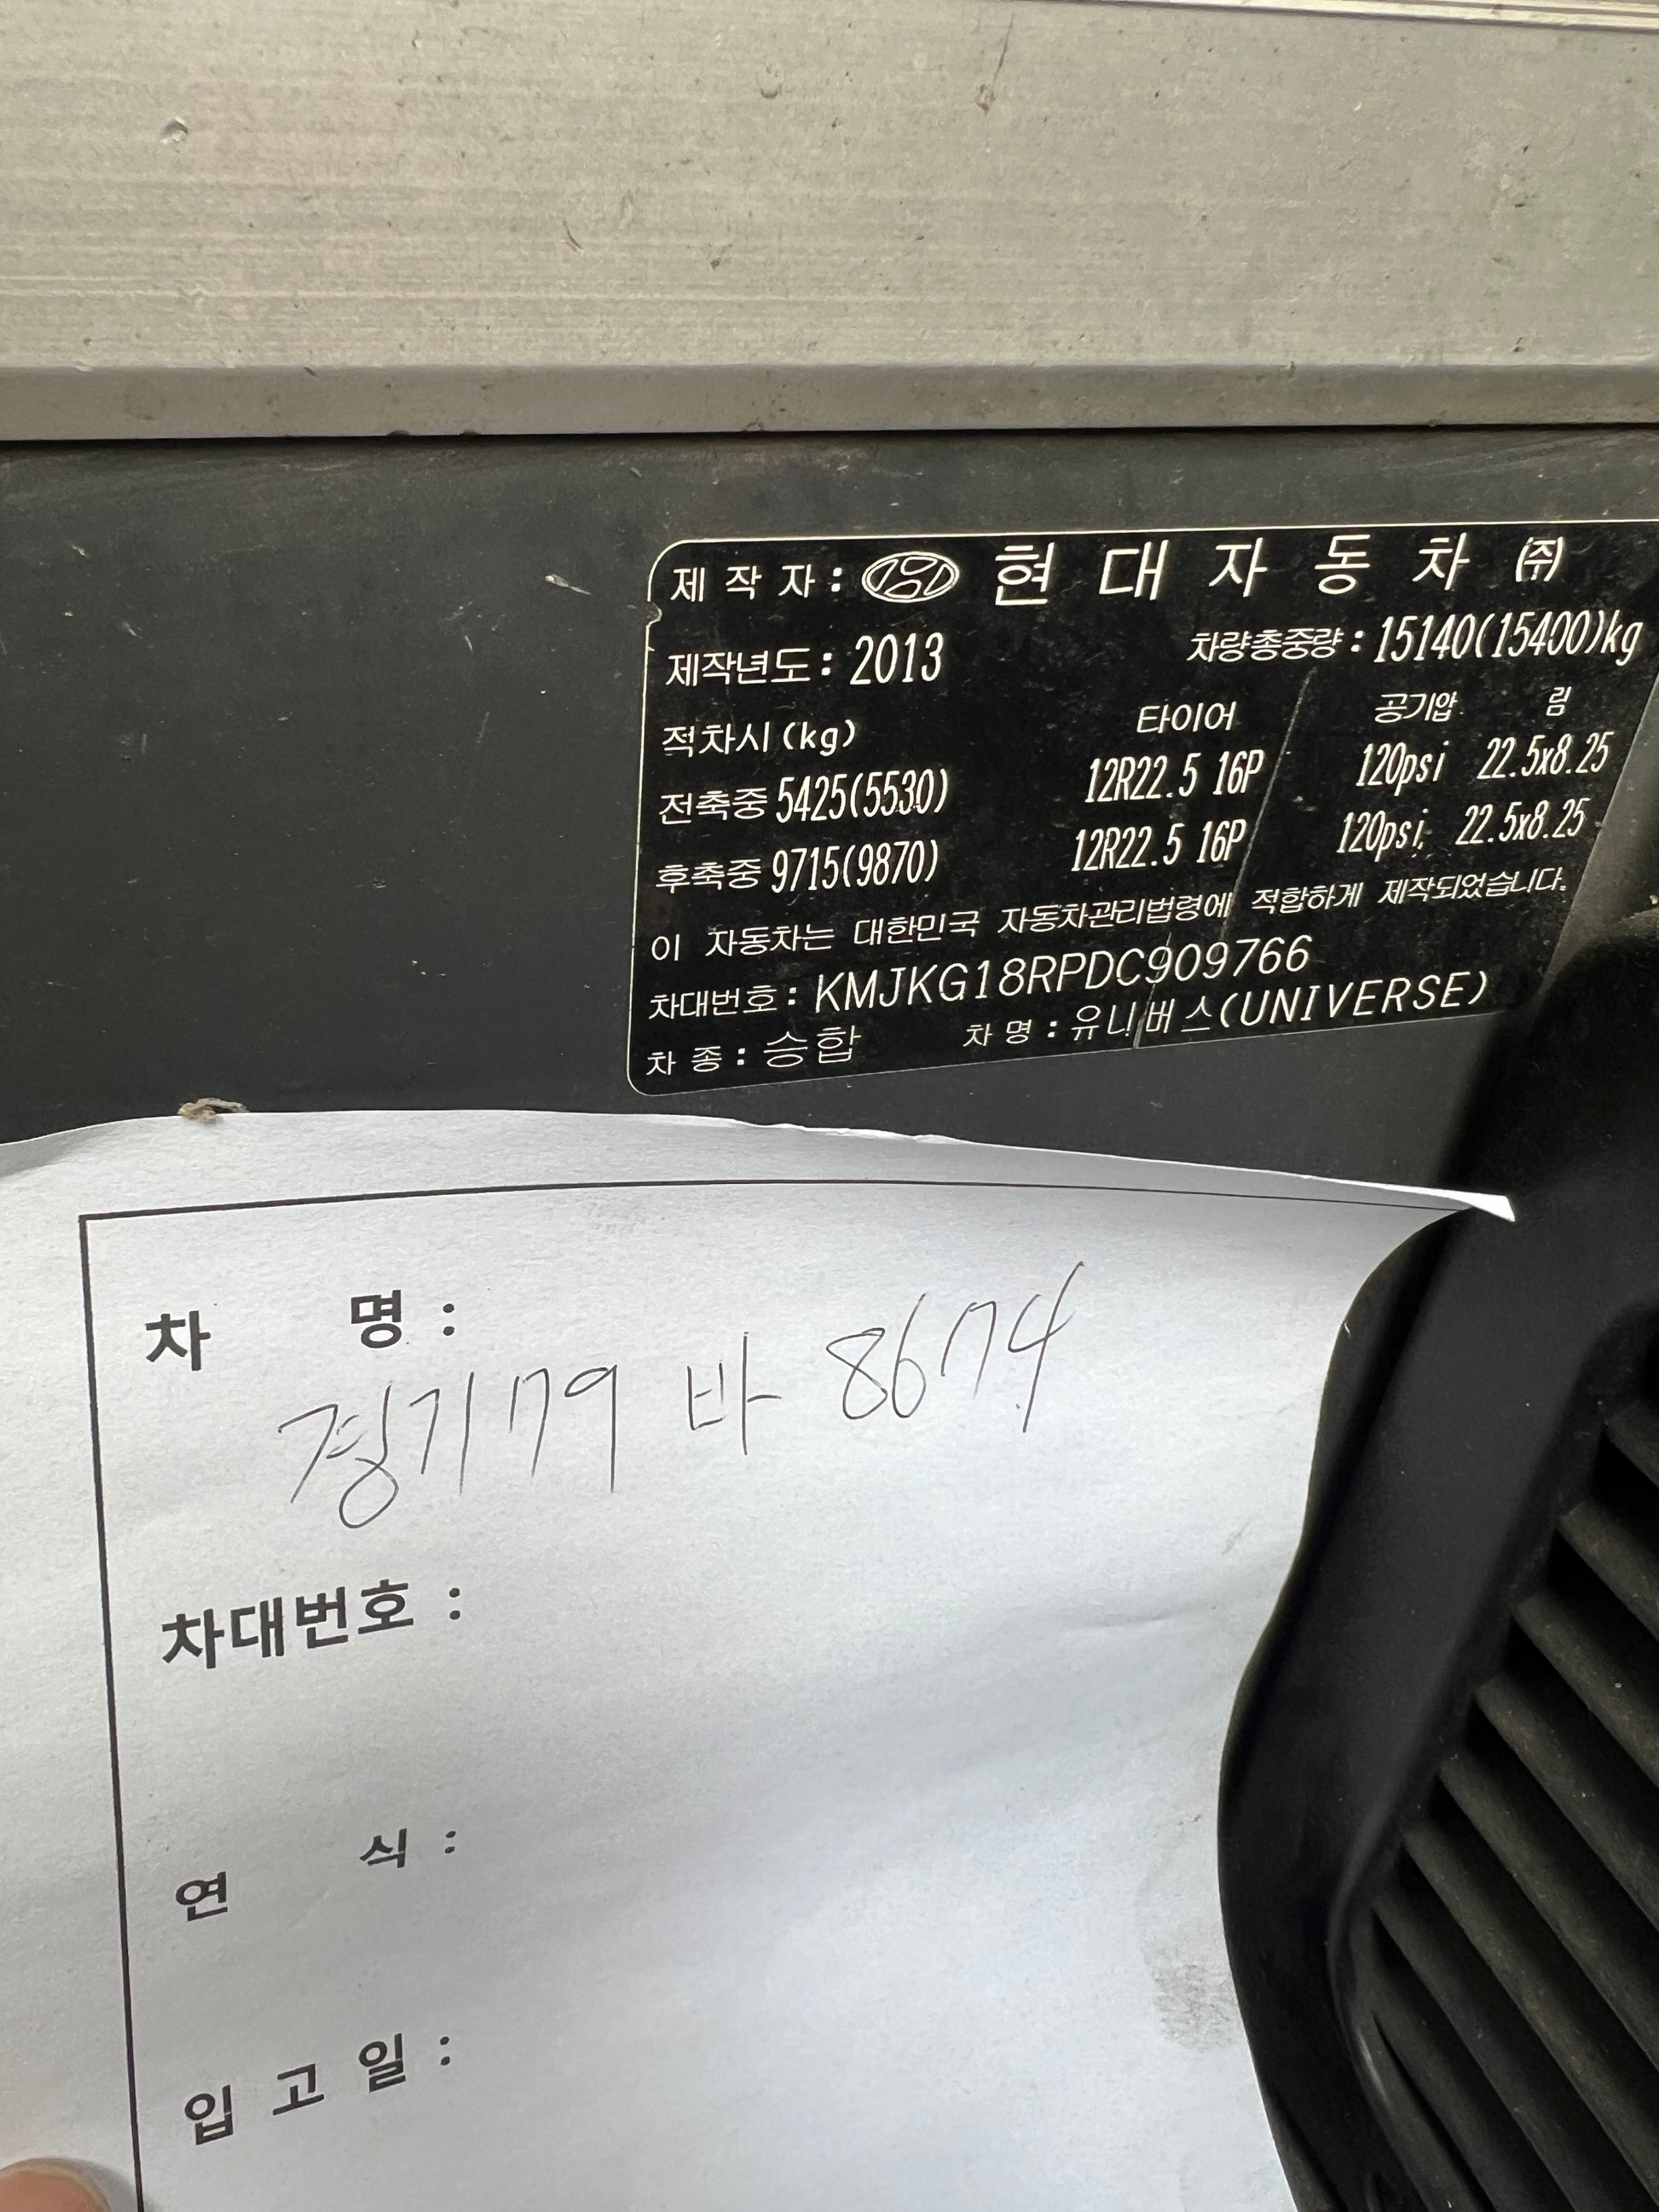 제 작 자 : 현 대 자 동 차 ㈜
제작년도 : 2013 차량총중량 : 15140(15400)kg
적차시(kg) 타이어 공기압 림
전축중 5425(5530) 12R22.5 16P 120psi 22.5x8.25
후축중 9715(9870) 12R22.5 16P 120psi 22.5x8.25
이 자동차는 대한민국 자동차관리법령에 적합하게 제작되었습니다.
차대번호 : KMJKG18RPDC909766
차 종 : 승합 차 명 : 유니버스(UNIVERSE)
차 명 :
경기79 바 8674
차대번호 :
연 식 :
입 고 일 :